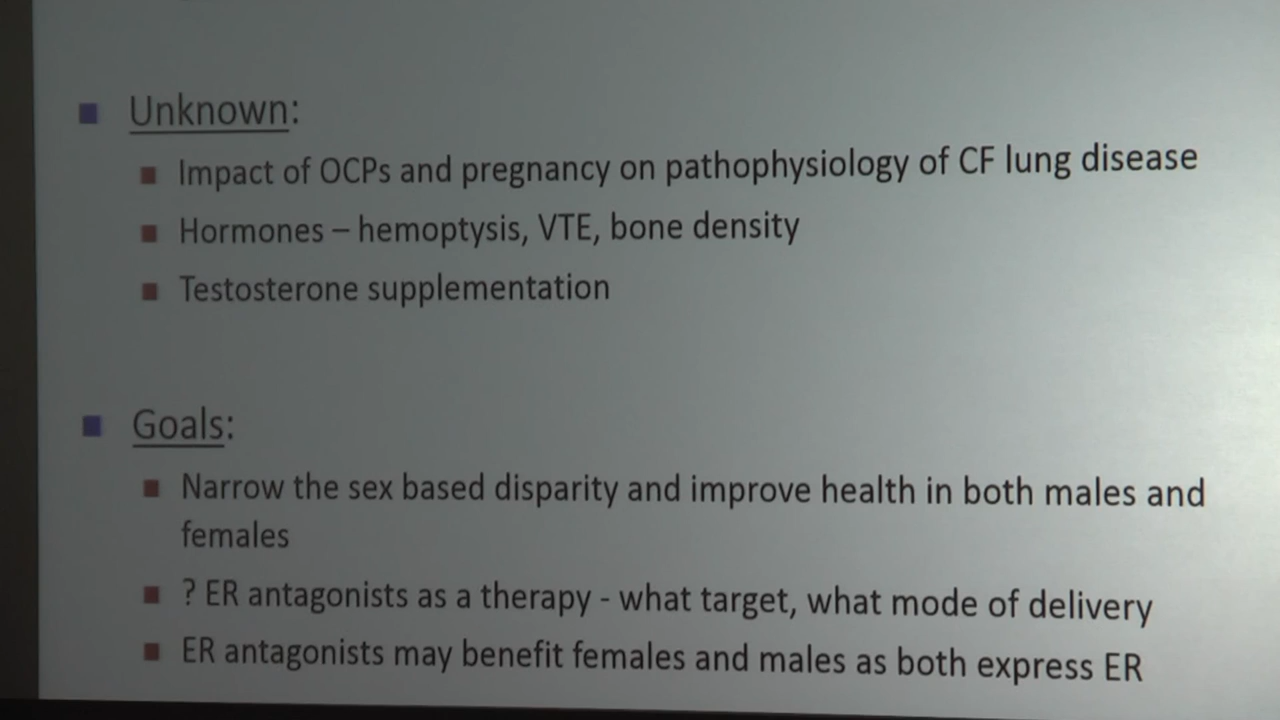 Unknown:
Impact of OCPs and pregnancy on pathophysiology of CF lung disease
Hormones – hemoptysis, VTE, bone density
Testosterone supplementation
Goals:
Narrow the sex based disparity and improve health in both males and
females
? ER antagonists as a therapy - what target, what mode of delivery
ER antagonists may benefit females and males as both express ER